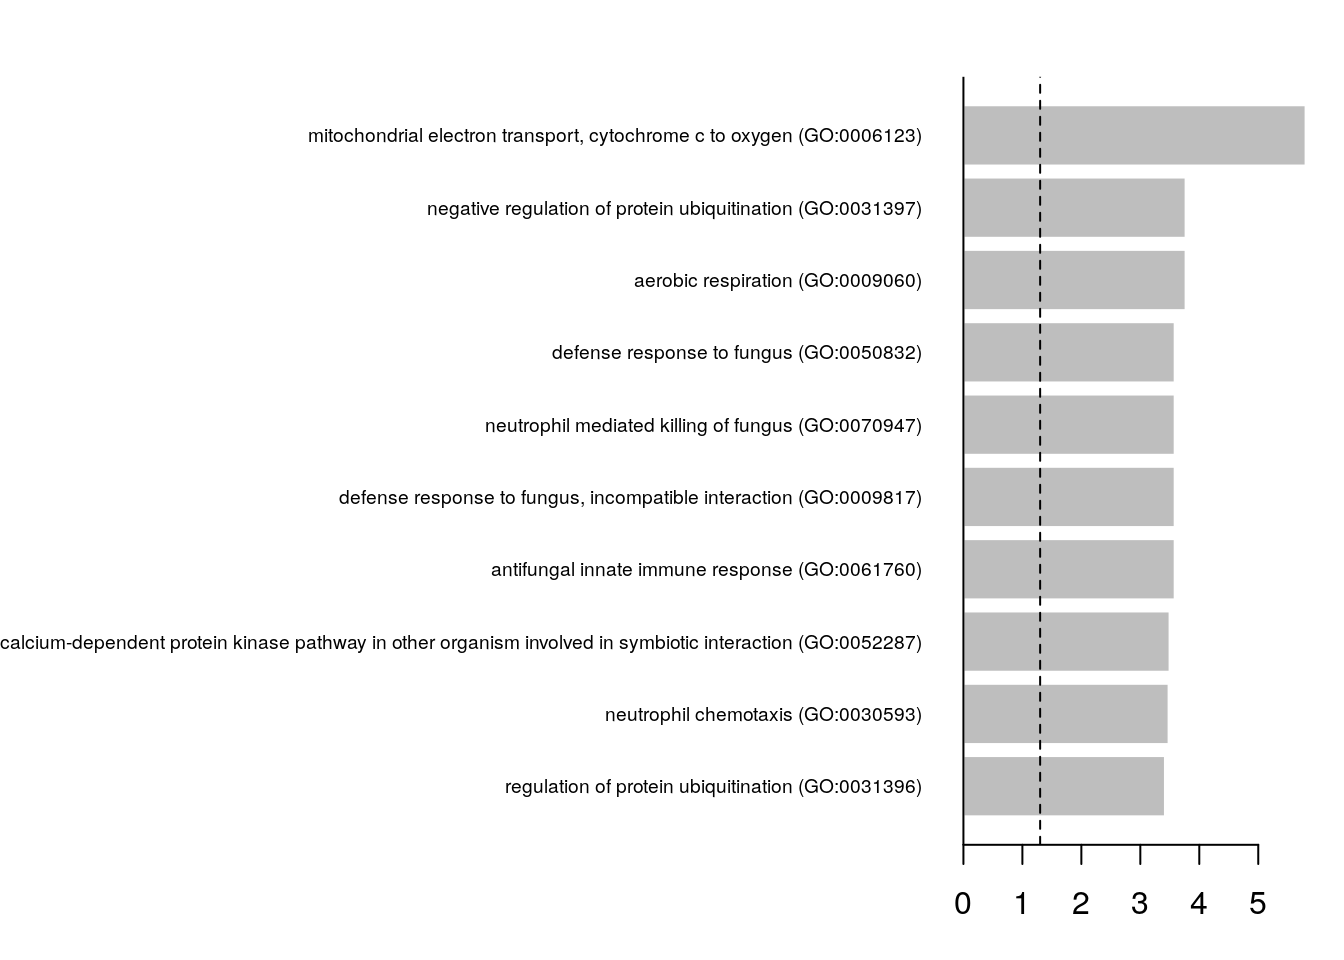 mitochondrial electron transport, cytochrome c to oxygen (GO:0006123)
negative regulation of protein ubiquitination (GO:0031397)
aerobic respiration (GO:0009060)
defense response to fungus (GO:0050832)
neutrophil mediated killing of fungus (GO:0070947)
defense response to fungus, incompatible interaction (GO:0009817)
antifungal innate immune response (GO:0061760)
calcium-dependent protein kinase pathway in other organism involved in symbiotic interaction (GO:0052287)
neutrophil chemotaxis (GO:0030593)
regulation of protein ubiquitination (GO:0031396)
0 1 2 3 4 5